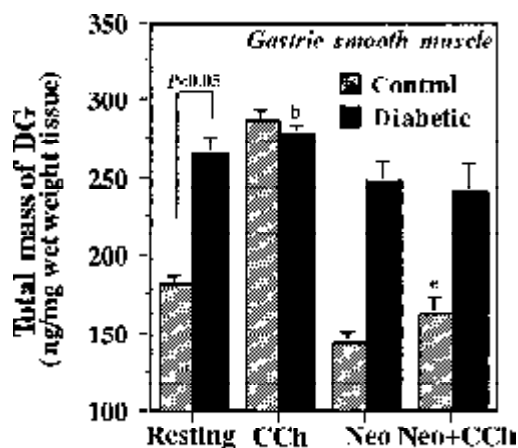 350
Gastric smooth muscle
P<0.05
Control
300
b
Diabetic
Total mass of DG
(ng/mg wet weight tissue)
250
200
e
150
100
Resting CCh Neo Neo+CCh